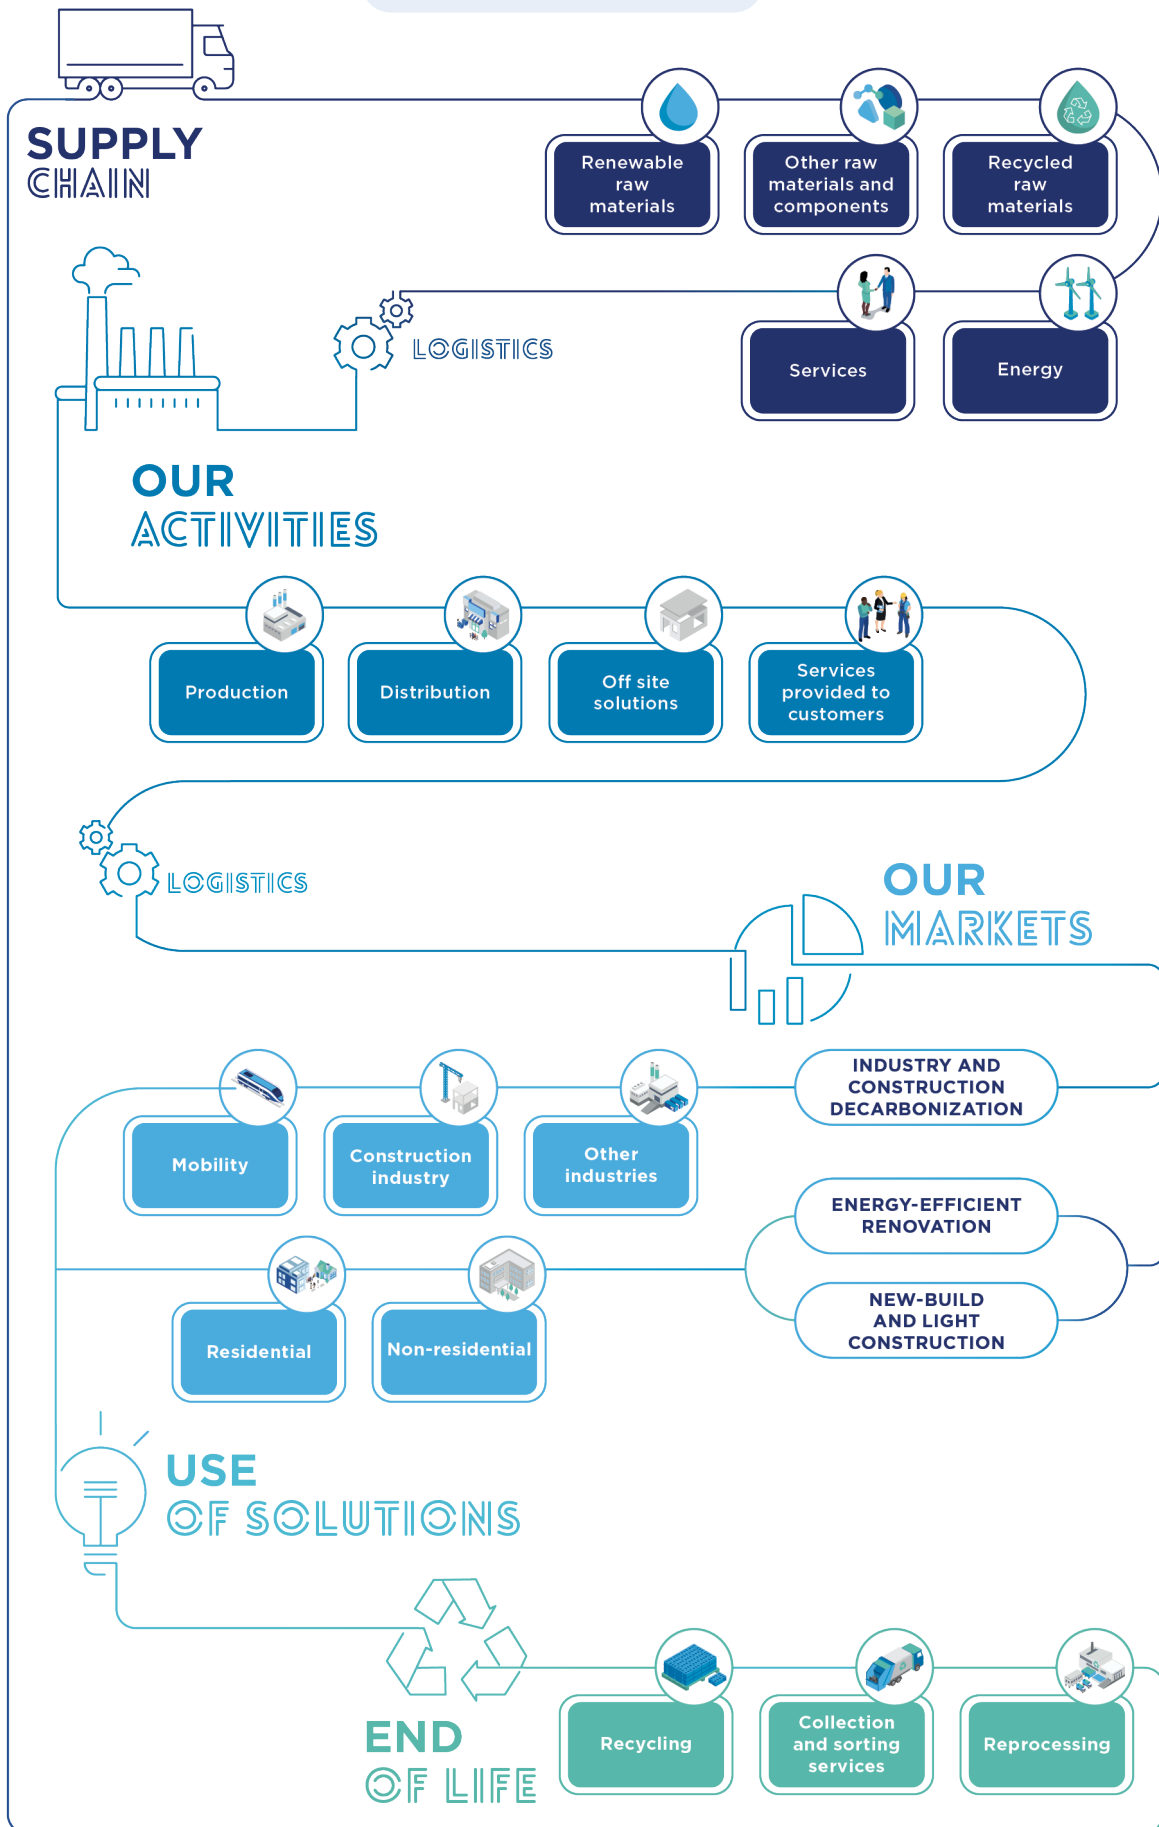 SUPPLY
CHAIN
Renewable
raw
materials
Other raw
materials and
components
Recycled
raw
materials
LOGISTICS
Services
Energy
OUR
ACTIVITIES
Production
Distribution
Off site
solutions
Services
provided to
customers
LOGISTICS
OUR
MARKETS
INDUSTRY AND
CONSTRUCTION
DECARBONIZATION
Mobility
Construction
industry
Other
industries
ENERGY-EFFICIENT
RENOVATION
NEW-BUILD
AND LIGHT
CONSTRUCTION
Residential
Non-residential
USE
OF SOLUTIONS
END
OF LIFE
Recycling
Collection
and sorting
services
Reprocessing